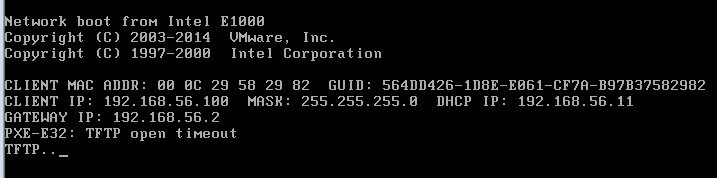 Network boot from Intel E1000
Copyright (C) 2003-2014  VMware, Inc.
Copyright (C) 1997-2000  Intel Corporation
CLIENT MAC ADDR: 00 0C 29 58 29 82  GUID: 564DD426-1D8E-E061-CF7A-B97B37582982
CLIENT IP: 192.168.56.100  MASK: 255.255.255.0  DHCP IP: 192.168.56.11
GATEWAY IP: 192.168.56.2
PXE-E32: TFTP open timeout
TFTP.._